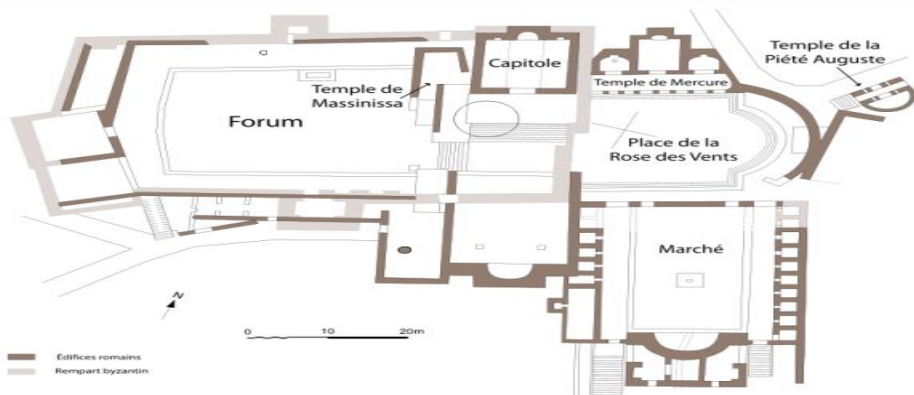 Temple de la
Piété Auguste
Capitole
Temple de Mercure
Temple de
Massinissa
Forum
Place de la
Rose des Vents
Marché
N
0 10 20m
Édifices romains
Rempart byzantin